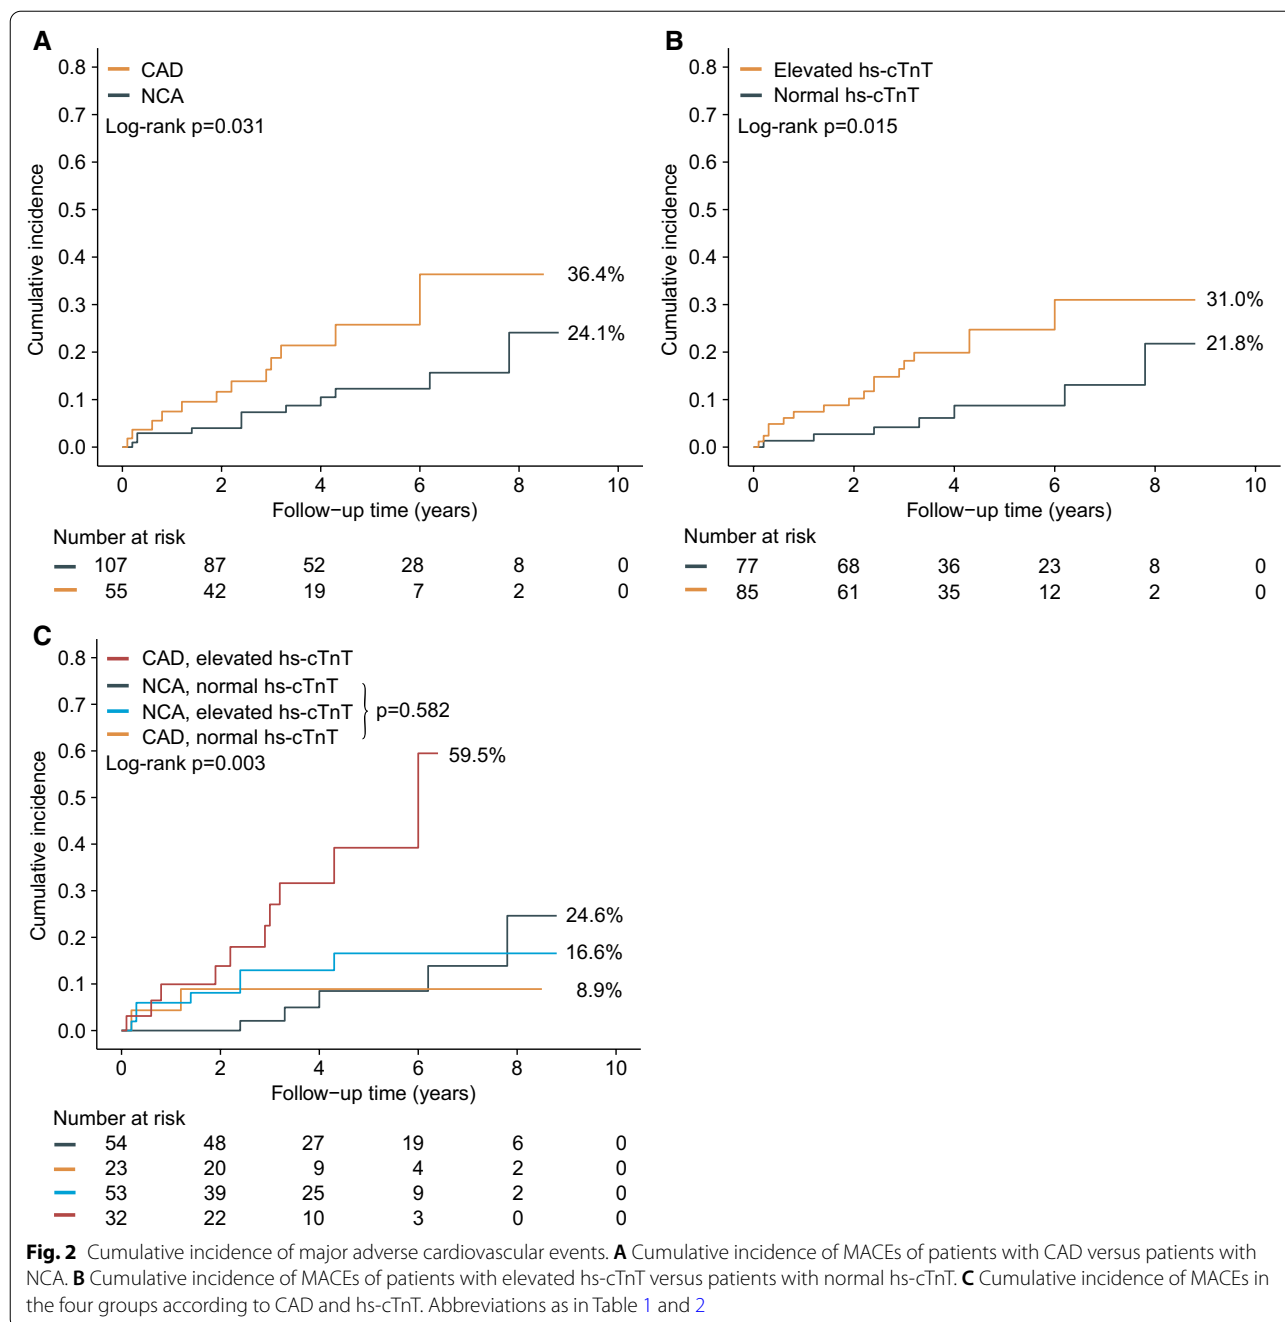 A
CAD
NCA
Log-rank p=0.031
Cumulative incidence
0.8
0.7
0.6
0.5
0.4
0.3
0.2
0.1
0.0
36.4%
24.1%
0 2 4 6 8 10
Follow−up time (years)
Number at risk
107 87 52 28 8 0
55 42 19 7 2 0
B
Elevated hs-cTnT
Normal hs-cTnT
Log-rank p=0.015
Cumulative incidence
0.8
0.7
0.6
0.5
0.4
0.3
0.2
0.1
0.0
31.0%
21.8%
0 2 4 6 8 10
Follow−up time (years)
Number at risk
77 68 36 23 8 0
85 61 35 12 2 0
C
CAD, elevated hs-cTnT
NCA, normal hs-cTnT
NCA, elevated hs-cTnT
CAD, normal hs-cTnT
p=0.582
Log-rank p=0.003
Cumulative incidence
0.8
0.7
0.6
0.5
0.4
0.3
0.2
0.1
0.0
59.5%
24.6%
16.6%
8.9%
0 2 4 6 8 10
Follow−up time (years)
Number at risk
54 48 27 19 6 0
23 20 9 4 2 0
53 39 25 9 2 0
32 22 10 3 0 0
Fig. 2 Cumulative incidence of major adverse cardiovascular events. A Cumulative incidence of MACEs of patients with CAD versus patients with
NCA. B Cumulative incidence of MACEs of patients with elevated hs-cTnT versus patients with normal hs-cTnT. C Cumulative incidence of MACEs in
the four groups according to CAD and hs-cTnT. Abbreviations as in Table 1 and 2